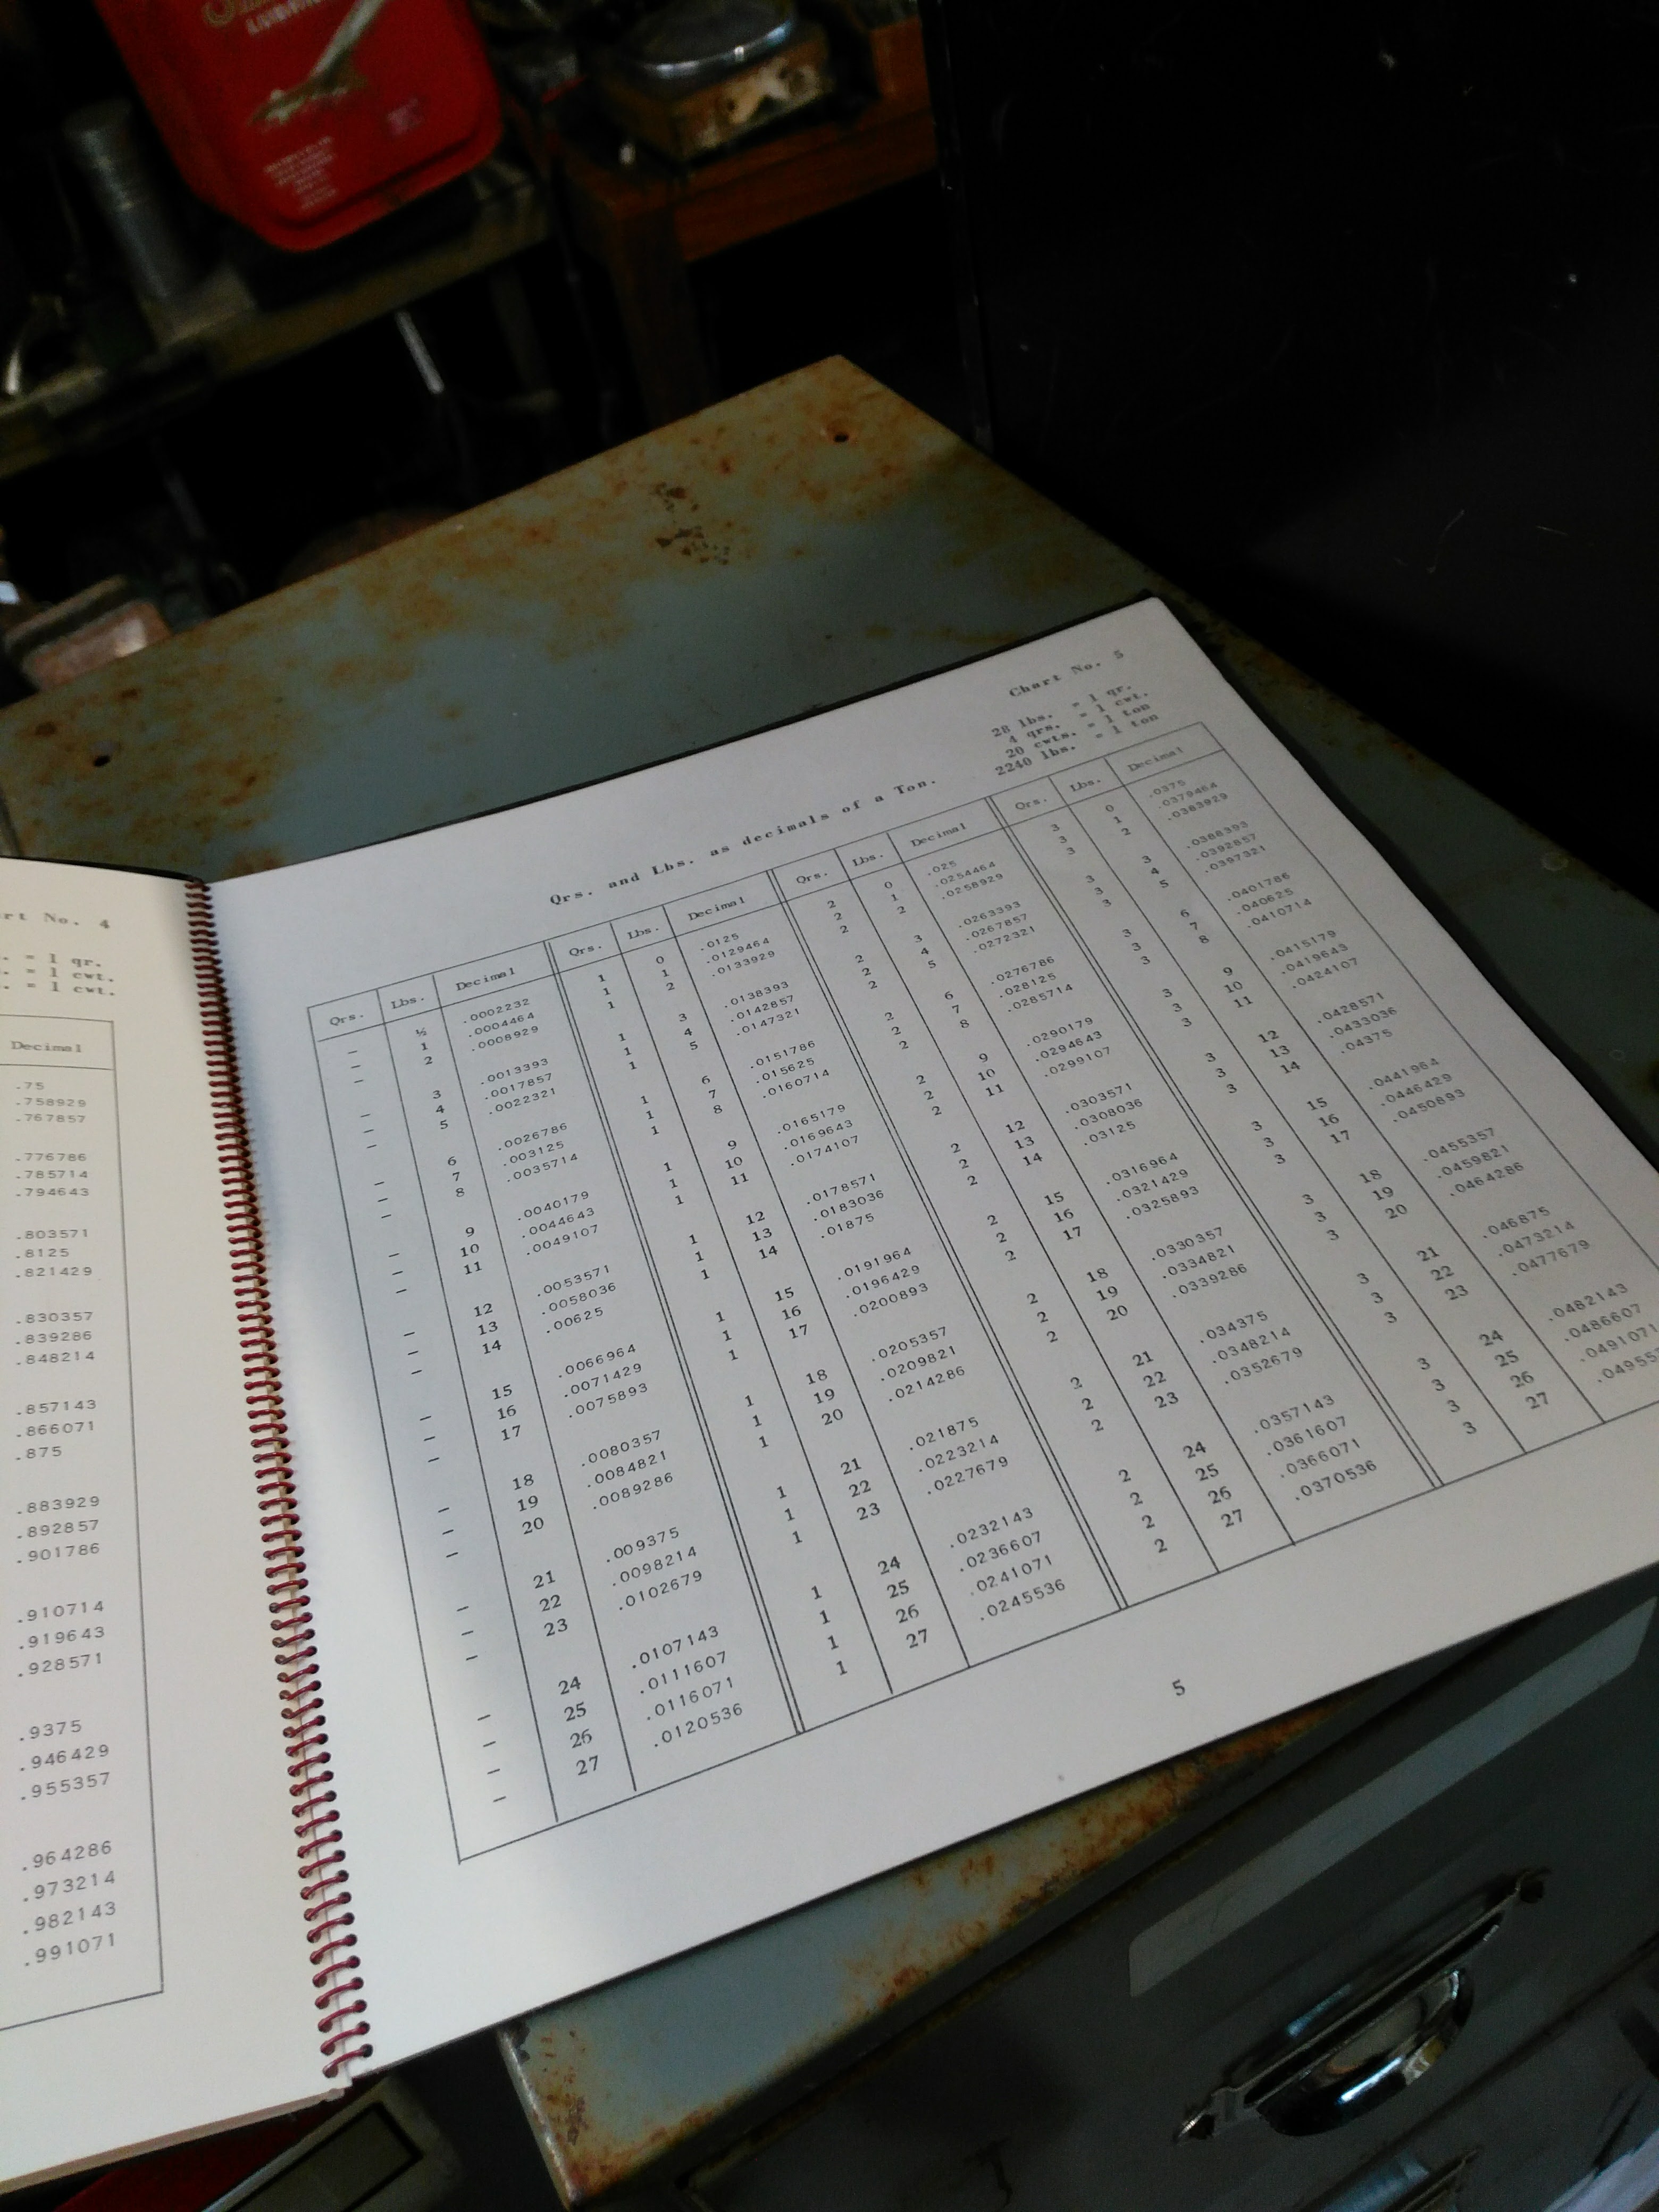 rt No. 4
. = 1 qr.
. = 1 cwt.
. = 1 cwt.
Decimal
.75
.758929
.767857
.776786
.785714
.794643
.803571
.8125
.821429
.830357
.839286
.848214
.857143
.866071
.875
.883929
.892857
.901786
.910714
.919643
.928571
.9375
.946429
.955357
.964286
.973214
.982143
.991071
Chart No. 5
28 lbs. = 1 qr.
4 qrs. = 1 cwt.
20 cwts. = 1 ton
2240 lbs. = 1 ton
Qrs. and Lbs. as decimals of a Ton.
Qrs. Lbs. Decimal Qrs. Lbs. Decimal Qrs. Lbs. Decimal Qrs. Lbs. Decimal
– ½ .0002232 1 0 .0125 2 0 .025 3 0 .0375
– 1 .0004464 1 1 .0129464 2 1 .0254464 3 1 .0379464
– 2 .0008929 1 2 .0133929 2 2 .0258929 3 2 .0383929
– 3 .0013393 1 3 .0138393 2 3 .0263393 3 3 .0388393
– 4 .0017857 1 4 .0142857 2 4 .0267857 3 4 .0392857
– 5 .0022321 1 5 .0147321 2 5 .0272321 3 5 .0397321
– 6 .0026786 1 6 .0151786 2 6 .0276786 3 6 .0401786
– 7 .003125 1 7 .015625 2 7 .028125 3 7 .040625
– 8 .0035714 1 8 .0160714 2 8 .0285714 3 8 .0410714
– 9 .0040179 1 9 .0165179 2 9 .0290179 3 9 .0415179
– 10 .0044643 1 10 .0169643 2 10 .0294643 3 10 .0419643
– 11 .0049107 1 11 .0174107 2 11 .0299107 3 11 .0424107
– 12 .0053571 1 12 .0178571 2 12 .0303571 3 12 .0428571
– 13 .0058036 1 13 .0183036 2 13 .0308036 3 13 .0433036
– 14 .00625 1 14 .01875 2 14 .03125 3 14 .04375
– 15 .0066964 1 15 .0191964 2 15 .0316964 3 15 .0441964
– 16 .0071429 1 16 .0196429 2 16 .0321429 3 16 .0446429
– 17 .0075893 1 17 .0200893 2 17 .0325893 3 17 .0450893
– 18 .0080357 1 18 .0205357 2 18 .0330357 3 18 .0455357
– 19 .0084821 1 19 .0209821 2 19 .0334821 3 19 .0459821
– 20 .0089286 1 20 .0214286 2 20 .0339286 3 20 .0464286
– 21 .009375 1 21 .021875 2 21 .034375 3 21 .046875
– 22 .0098214 1 22 .0223214 2 22 .0348214 3 22 .0473214
– 23 .0102679 1 23 .0227679 2 23 .0352679 3 23 .0477679
– 24 .0107143 1 24 .0232143 2 24 .0357143 3 24 .0482143
– 25 .0111607 1 25 .0236607 2 25 .0361607 3 25 .0486607
– 26 .0116071 1 26 .0241071 2 26 .0366071 3 26 .0491071
– 27 .0120536 1 27 .0245536 2 27 .0370536 3 27 .04955
5